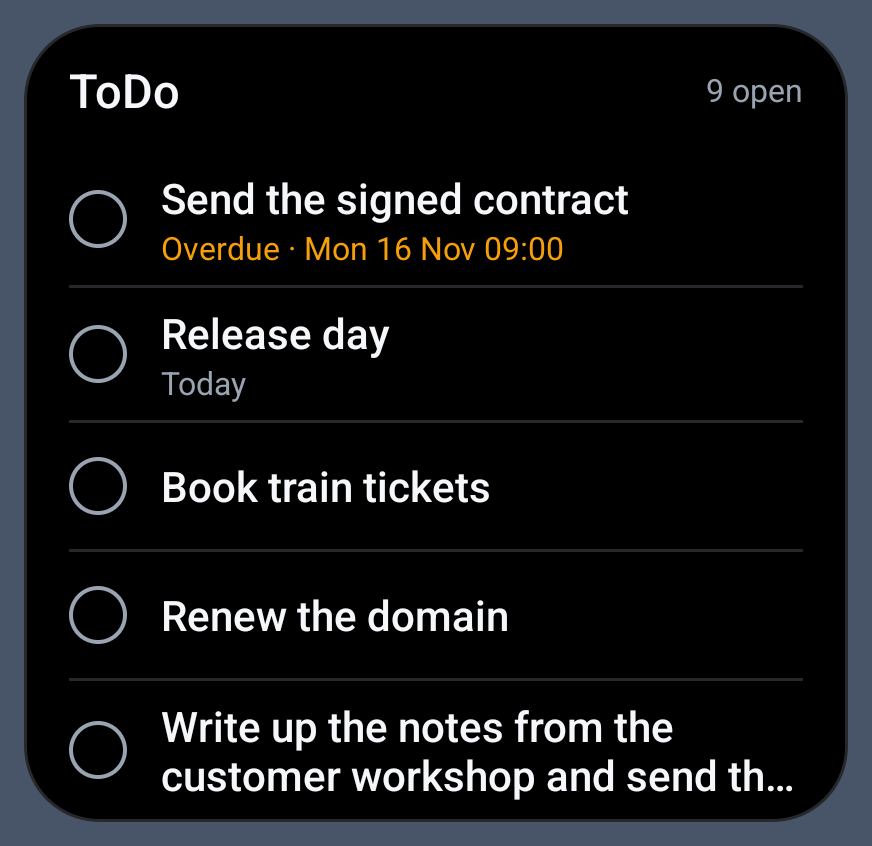 ToDo
9 open
Send the signed contract
Overdue · Mon 16 Nov 09:00
Release day
Today
Book train tickets
Renew the domain
Write up the notes from the
customer workshop and send th…